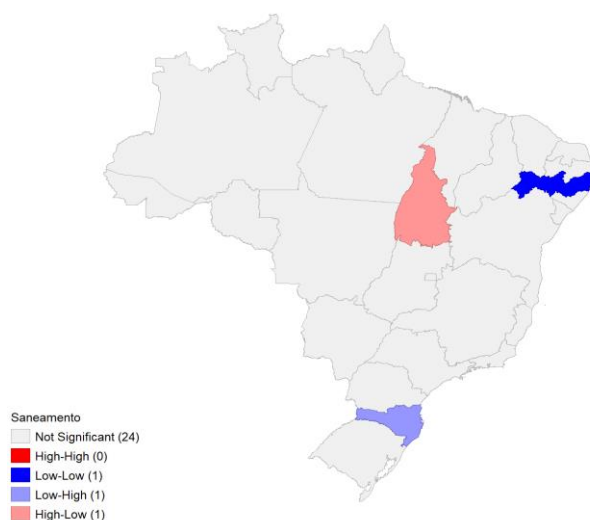 Saneamento
Not Significant (24)
High-High (0)
Low-Low (1)
Low-High (1)
High-Low (1)